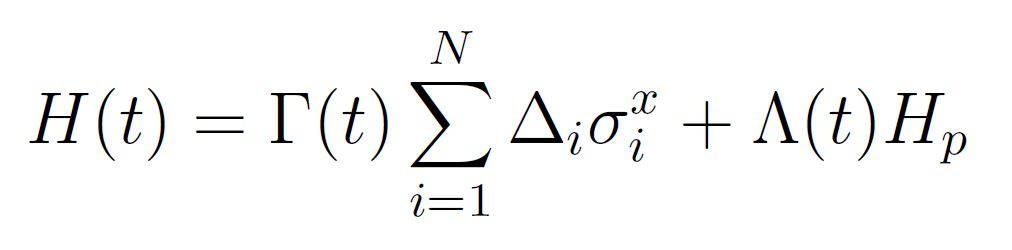 H(t) = Γ(t) ∑_{i=1}^{N} Δ_i σ_i^x + Λ(t) H_p